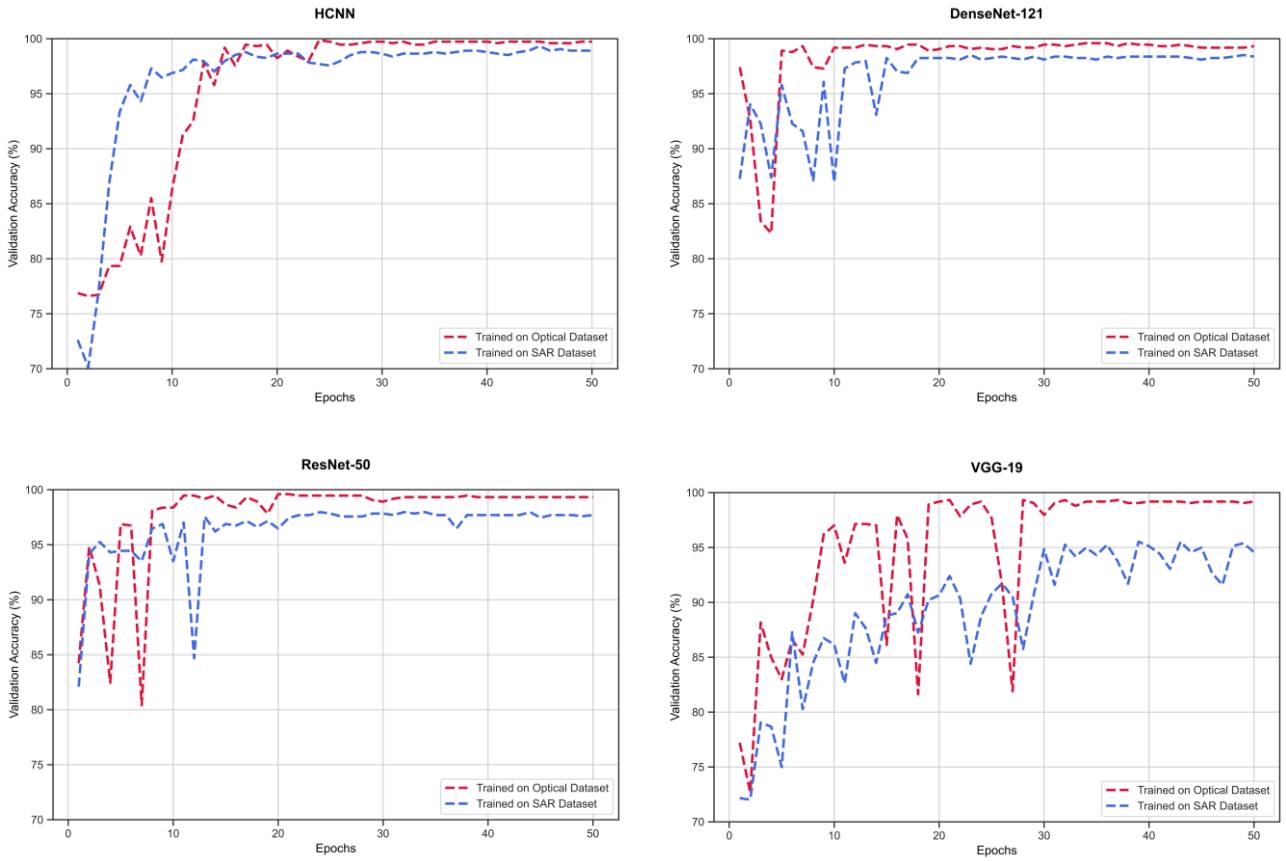 HCNN
100
95
90
85
80
75
70
Validation Accuracy (%)
Trained on Optical Dataset
Trained on SAR Dataset
0 10 20 30 40 50
Epochs
DenseNet-121
100
95
90
85
80
75
70
Validation Accuracy (%)
Trained on Optical Dataset
Trained on SAR Dataset
0 10 20 30 40 50
Epochs
ResNet-50
100
95
90
85
80
75
70
Validation Accuracy (%)
Trained on Optical Dataset
Trained on SAR Dataset
0 10 20 30 40 50
Epochs
VGG-19
100
95
90
85
80
75
70
Validation Accuracy (%)
Trained on Optical Dataset
Trained on SAR Dataset
0 10 20 30 40 50
Epochs